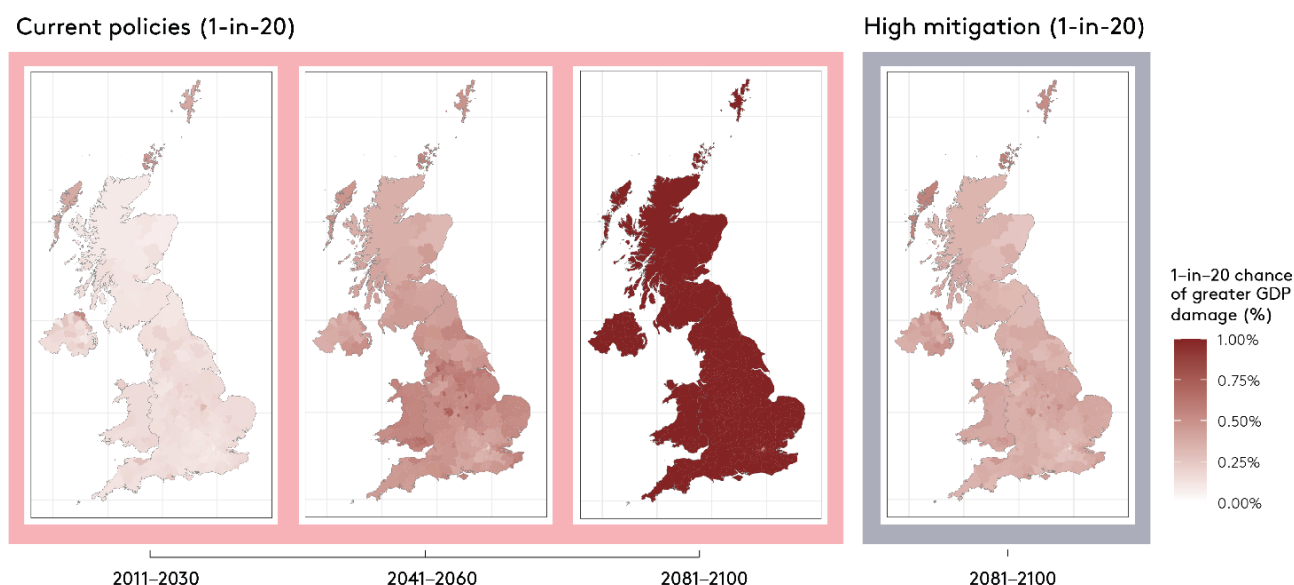 Current policies (1-in-20)
High mitigation (1-in-20)
1-in-20 chance
of greater GDP
damage (%)
1.00%
0.75%
0.50%
0.25%
0.00%
2011–2030
2041–2060
2081–2100
2081–2100